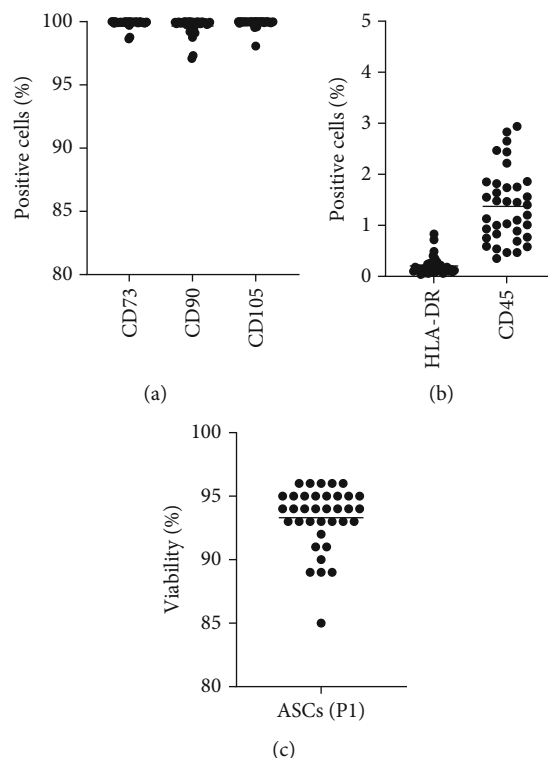 100
95
90
85
80
Positive cells (%)
CD73
CD90
CD105
(a)
5
4
3
2
1
0
Positive cells (%)
HLA-DR
CD45
(b)
100
95
90
85
80
Viability (%)
ASCs (P1)
(c)